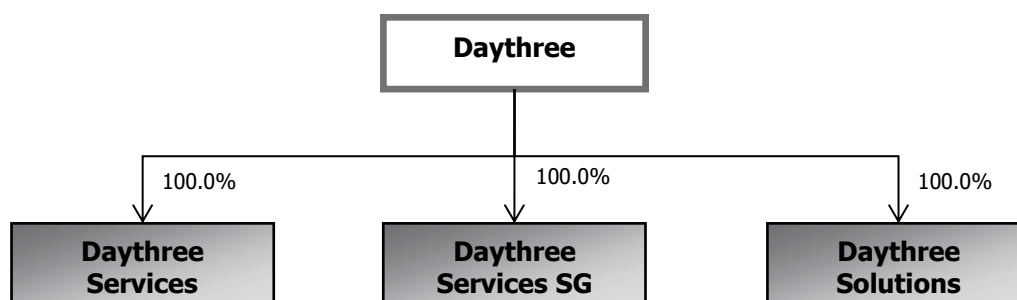 Daythree
100.0%
100.0%
100.0%
Daythree
Services
Daythree
Services SG
Daythree
Solutions